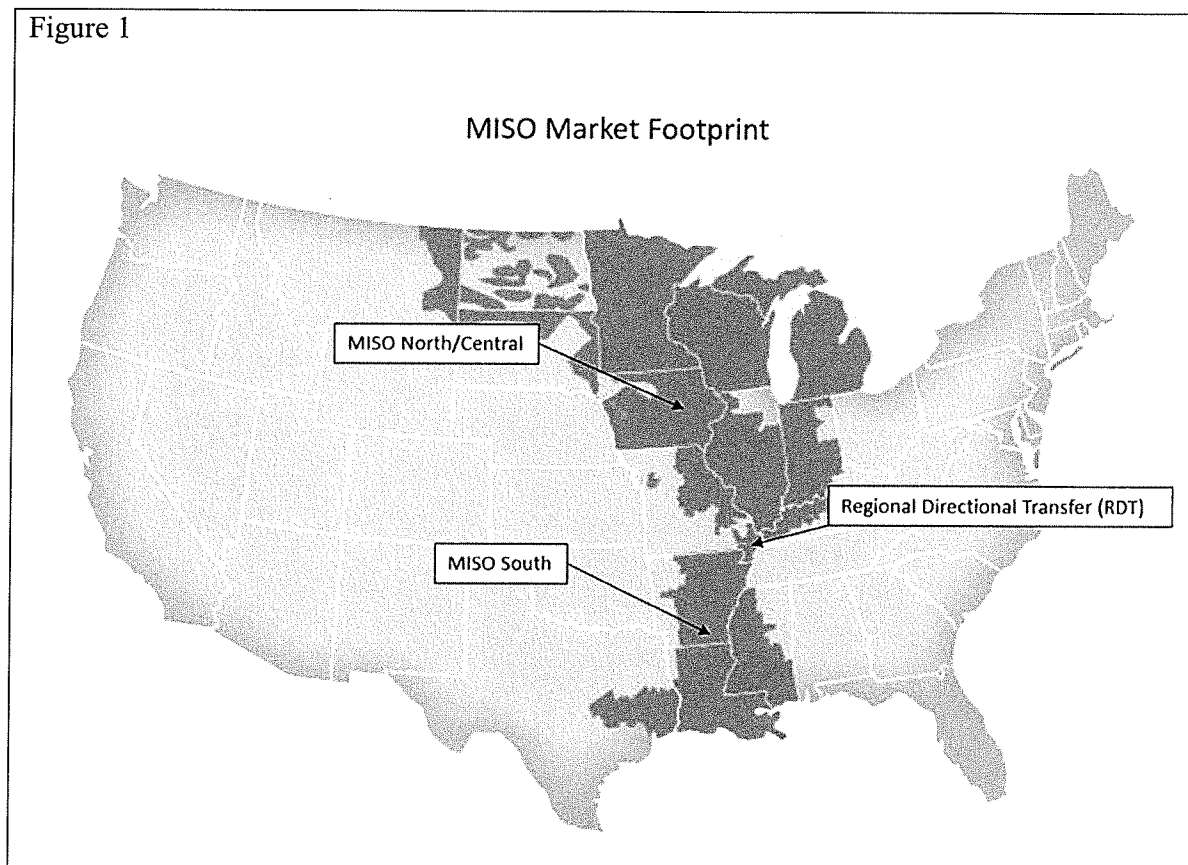 Figure 1
MISO Market Footprint
MISO North/Central
Regional Directional Transfer (RDT)
MISO South